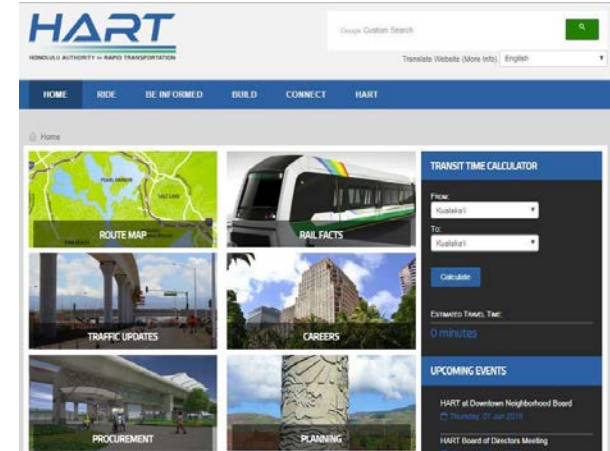 HART
HONOLULU AUTHORITY for RAPID TRANSPORTATION
Google Custom Search
Translate Website (More Info) English
HOME RIDE BE INFORMED BUILD CONNECT HART
Home
PEARL HARBOR
ROUTE MAP
RAIL FACTS
TRAFFIC UPDATES
CAREERS
PROCUREMENT
PLANNING
TRANSIT TIME CALCULATOR
FROM:
Kualaka'i
TO:
Kualaka'i
Calculate
ESTIMATED TRAVEL TIME:
0 minutes
UPCOMING EVENTS
HART at Downtown Neighborhood Board
Thursday, 07 Jun 2018
HART Board of Directors Meeting